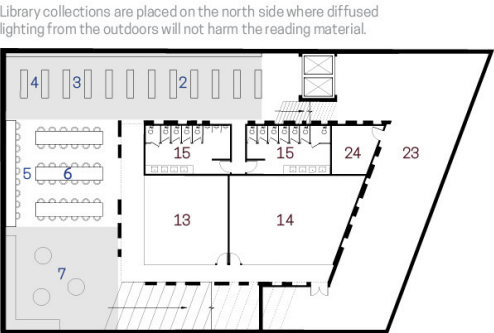 Library collections are placed on the north side where diffused
lighting from the outdoors will not harm the reading material.
4 3 2
15 15 24 23
5 6
13 14
7